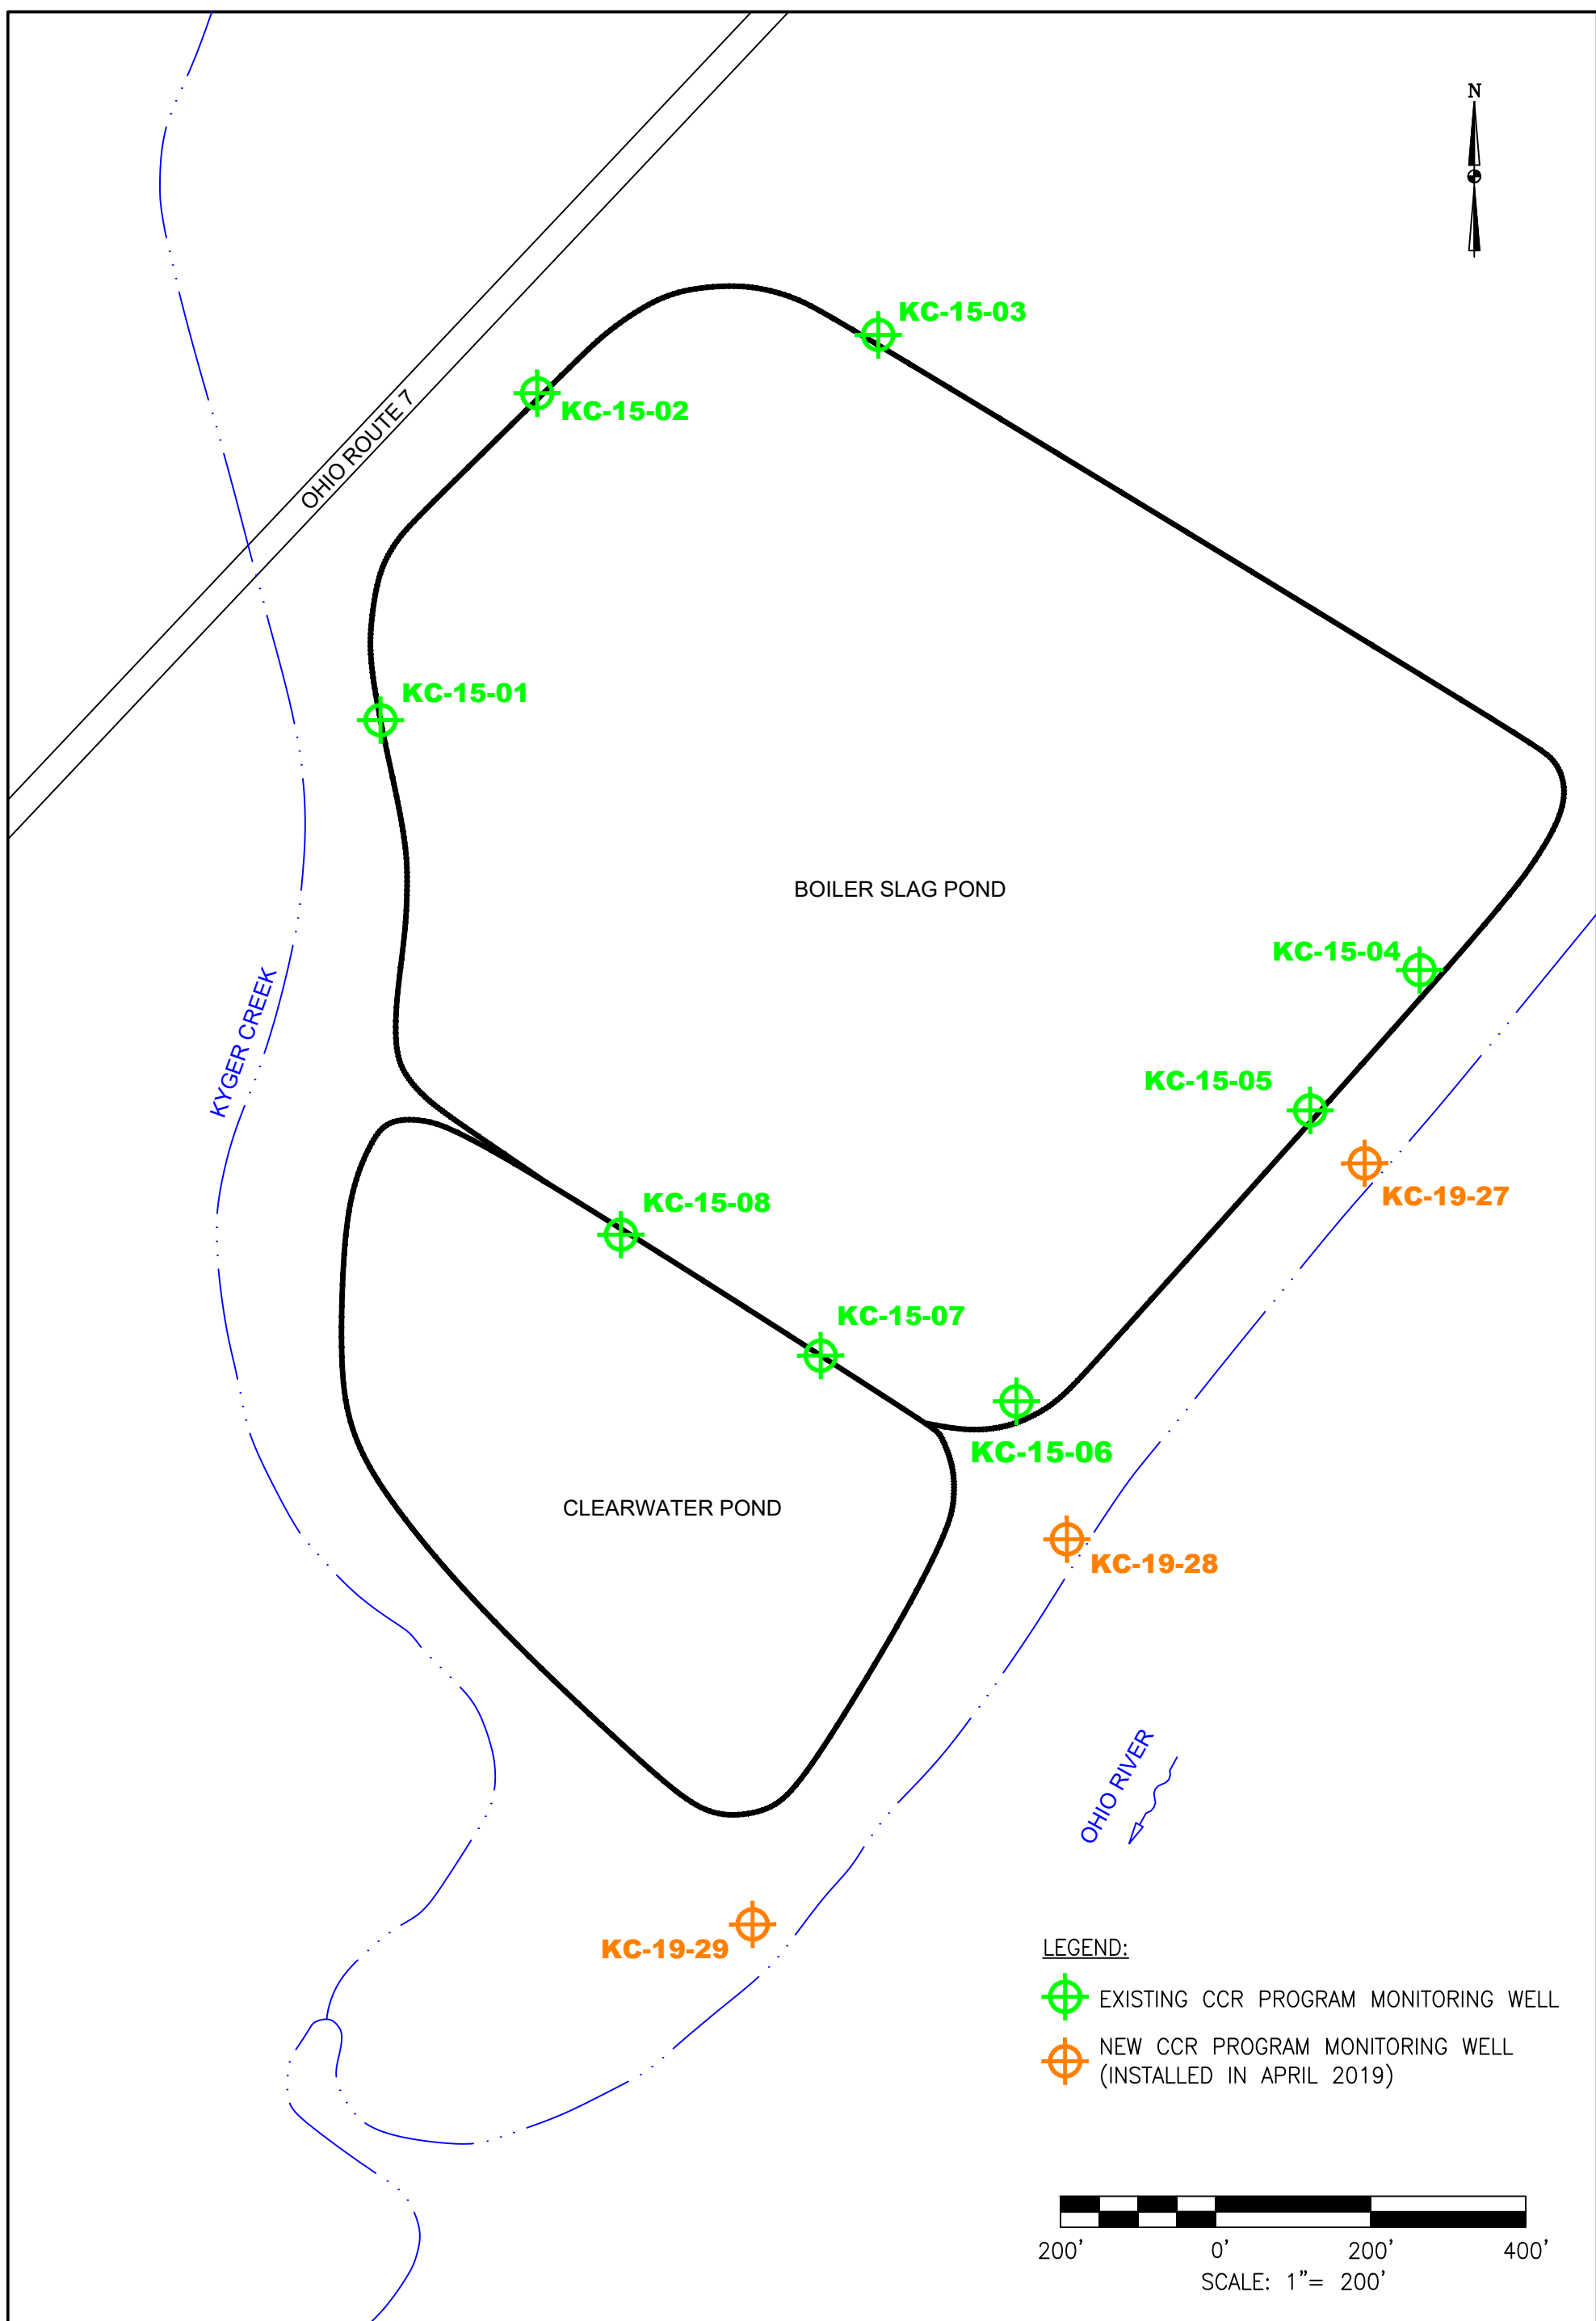 N
KC-15-03
KC-15-02
OHIO ROUTE 7
KC-15-01
BOILER SLAG POND
KC-15-04
KYGER CREEK
KC-15-05
KC-19-27
KC-15-08
KC-15-07
KC-15-06
CLEARWATER POND
KC-19-28
OHIO RIVER
KC-19-29
LEGEND:
EXISTING CCR PROGRAM MONITORING WELL
NEW CCR PROGRAM MONITORING WELL
(INSTALLED IN APRIL 2019)
200' 0' 200' 400'
SCALE: 1"= 200'